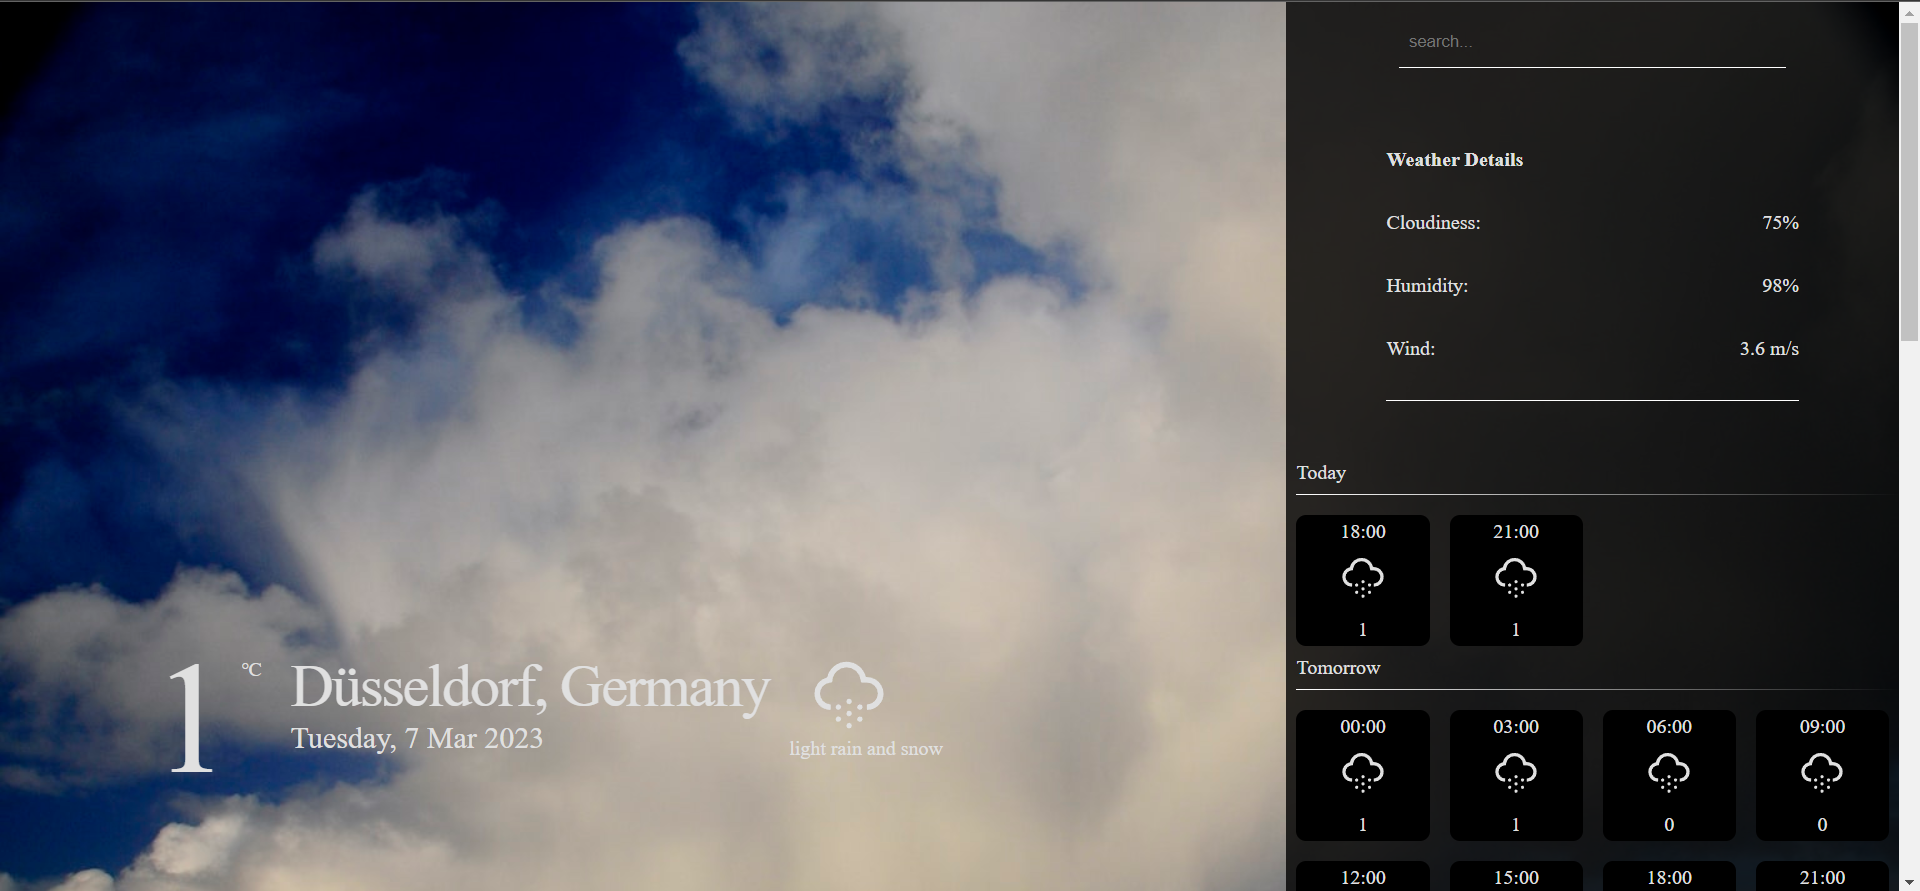 search...
Weather Details
Cloudiness: 75%
Humidity: 98%
Wind: 3.6 m/s
Today
18:00 21:00
1 1
Tomorrow
00:00 03:00 06:00 09:00
1 1 0 0
12:00 15:00 18:00 21:00
1 °C
Düsseldorf, Germany
Tuesday, 7 Mar 2023
light rain and snow